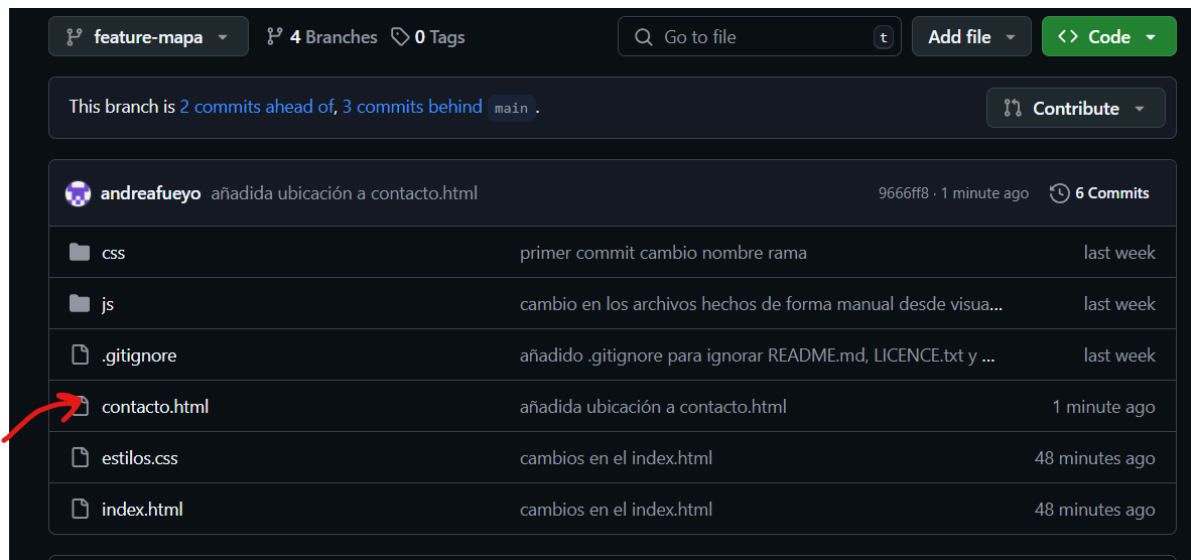 feature-mapa 4 Branches 0 Tags Go to file t Add file <> Code
This branch is 2 commits ahead of, 3 commits behind main .
Contribute
andreafueyo añadida ubicación a contacto.html 9666ff8 · 1 minute ago 6 Commits
css primer commit cambio nombre rama last week
js cambio en los archivos hechos de forma manual desde visua... last week
.gitignore añadido .gitignore para ignorar README.md, LICENCE.txt y ... last week
contacto.html añadida ubicación a contacto.html 1 minute ago
estilos.css cambios en el index.html 48 minutes ago
index.html cambios en el index.html 48 minutes ago